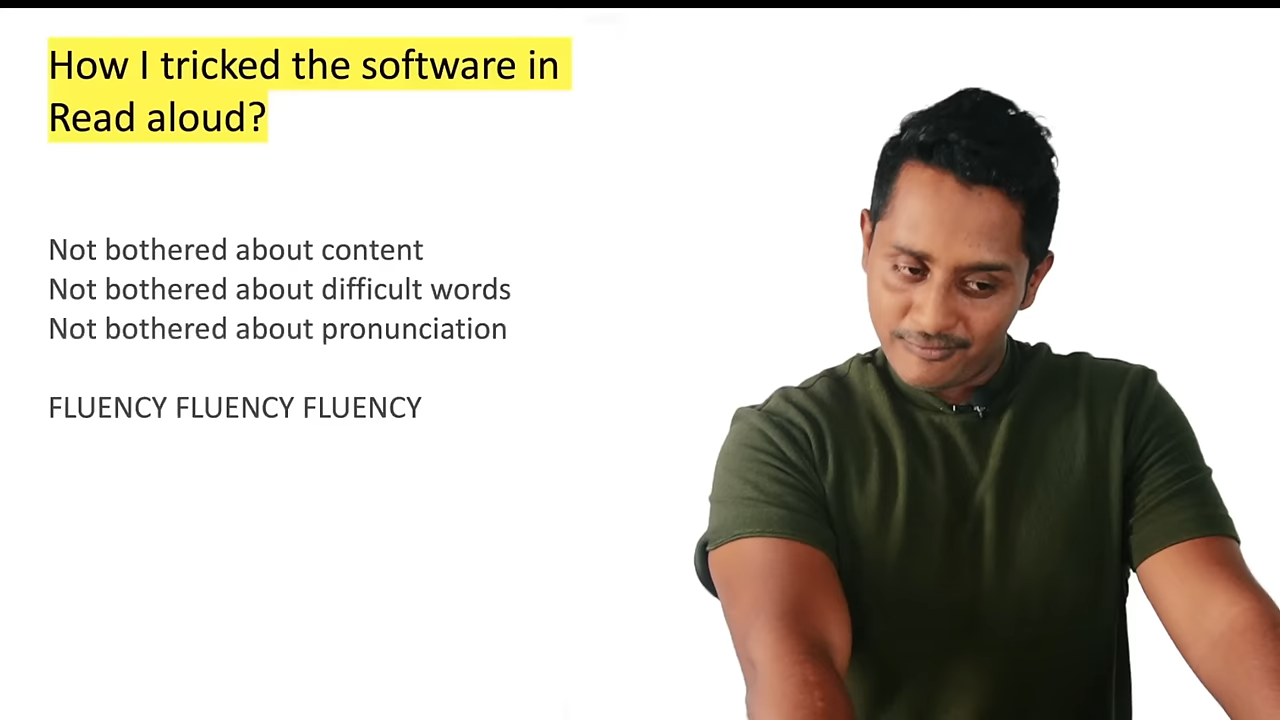 How I tricked the software in
Read aloud?
Not bothered about content
Not bothered about difficult words
Not bothered about pronunciation
FLUENCY FLUENCY FLUENCY